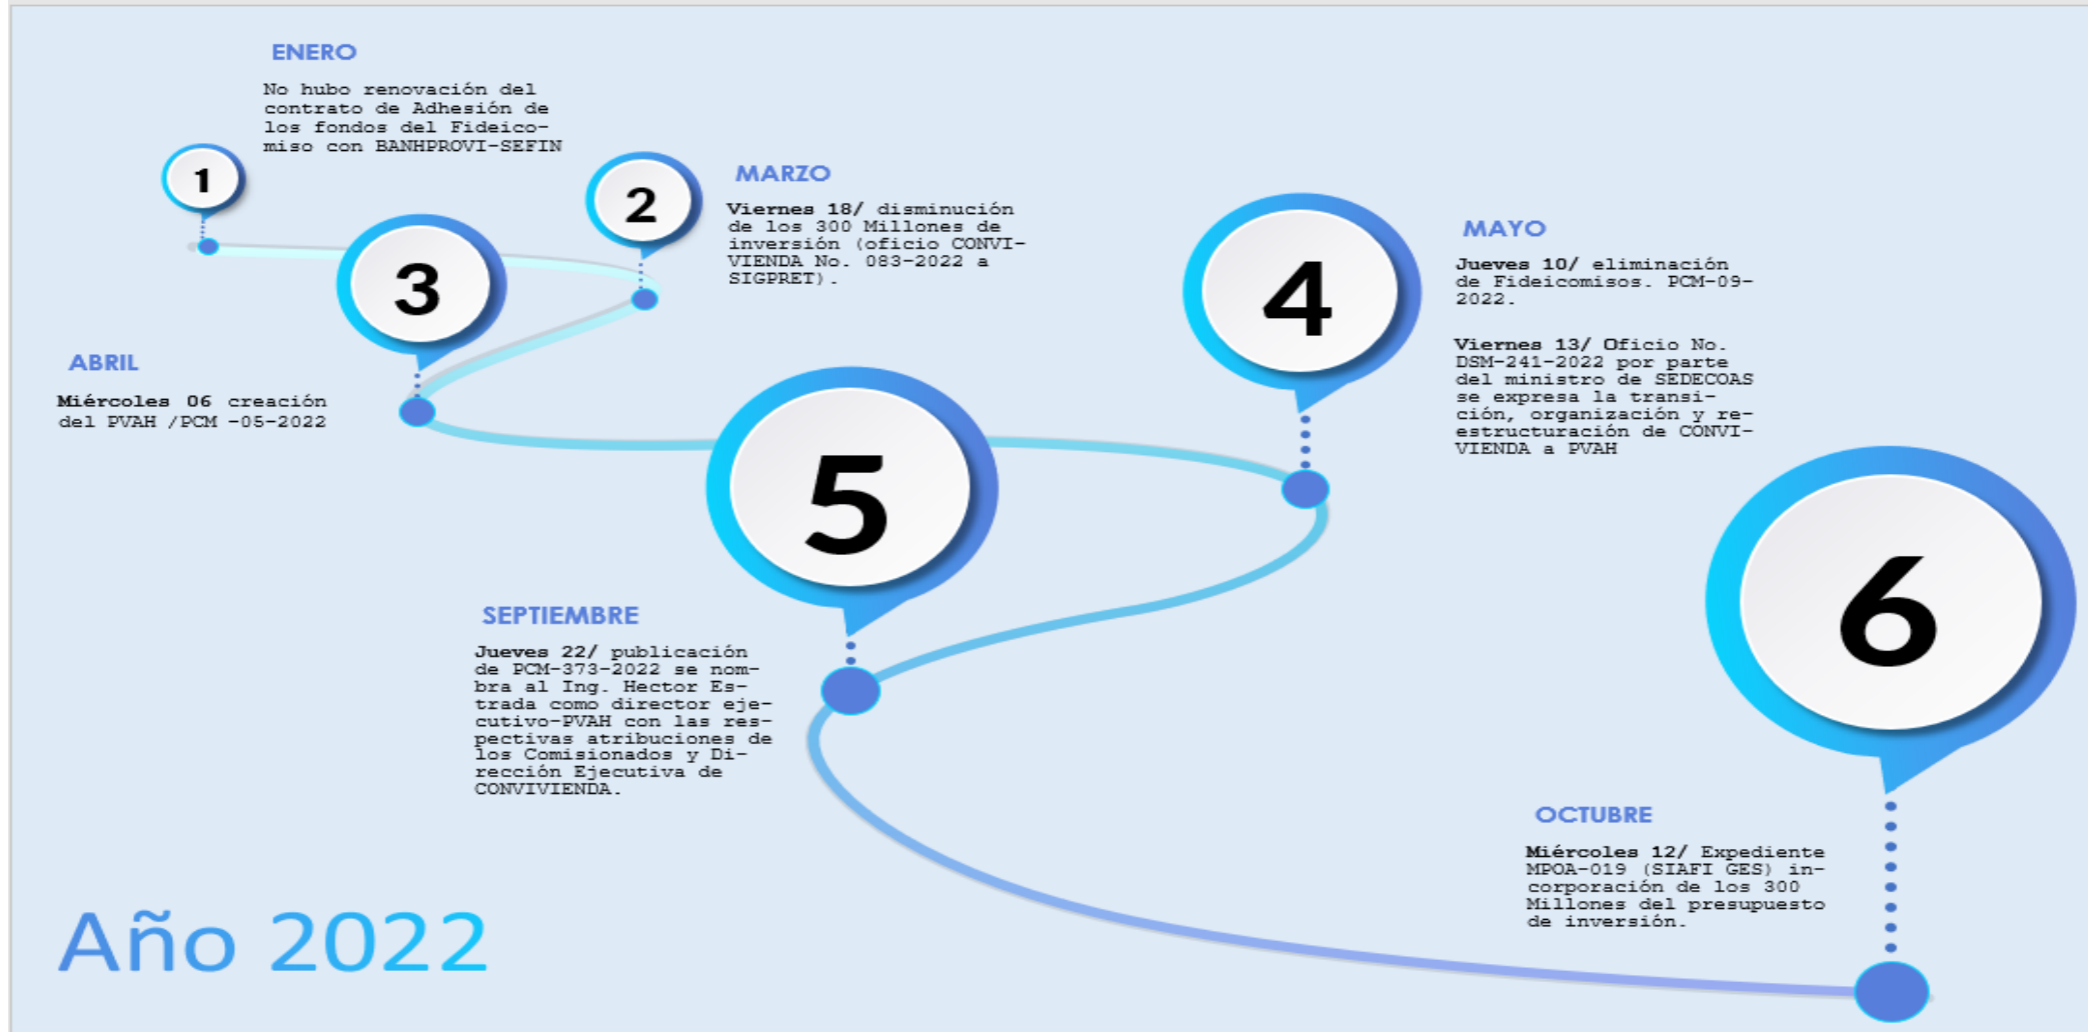 ENERO
No hubo renovación del
contrato de Adhesión de
los fondos del Fideico-
miso con BANHPROVI-SEFIN
1
2
MARZO
Viernes 18/ disminución
de los 300 Millones de
inversión (oficio CONVI-
VIENDA No. 083-2022 a
SIGPRET).
3
ABRIL
Miércoles 06 creación
del PVAH /PCM -05-2022
4
MAYO
Jueves 10/ eliminación
de Fideicomisos. PCM-09-
2022.
Viernes 13/ Oficio No.
DSM-241-2022 por parte
del ministro de SEDECOAS
se expresa la transi-
ción, organización y re-
estructuración de CONVI-
VIENDA a PVAH
5
SEPTIEMBRE
Jueves 22/ publicación
de PCM-373-2022 se nom-
bra al Ing. Hector Es-
trada como director eje-
cutivo-PVAH con las res-
pectivas atribuciones de
los Comisionados y Di-
rección Ejecutiva de
CONVIVIENDA.
6
OCTUBRE
Miércoles 12/ Expediente
MPOA-019 (SIAFI GES) in-
corporación de los 300
Millones del presupuesto
de inversión.
Año 2022